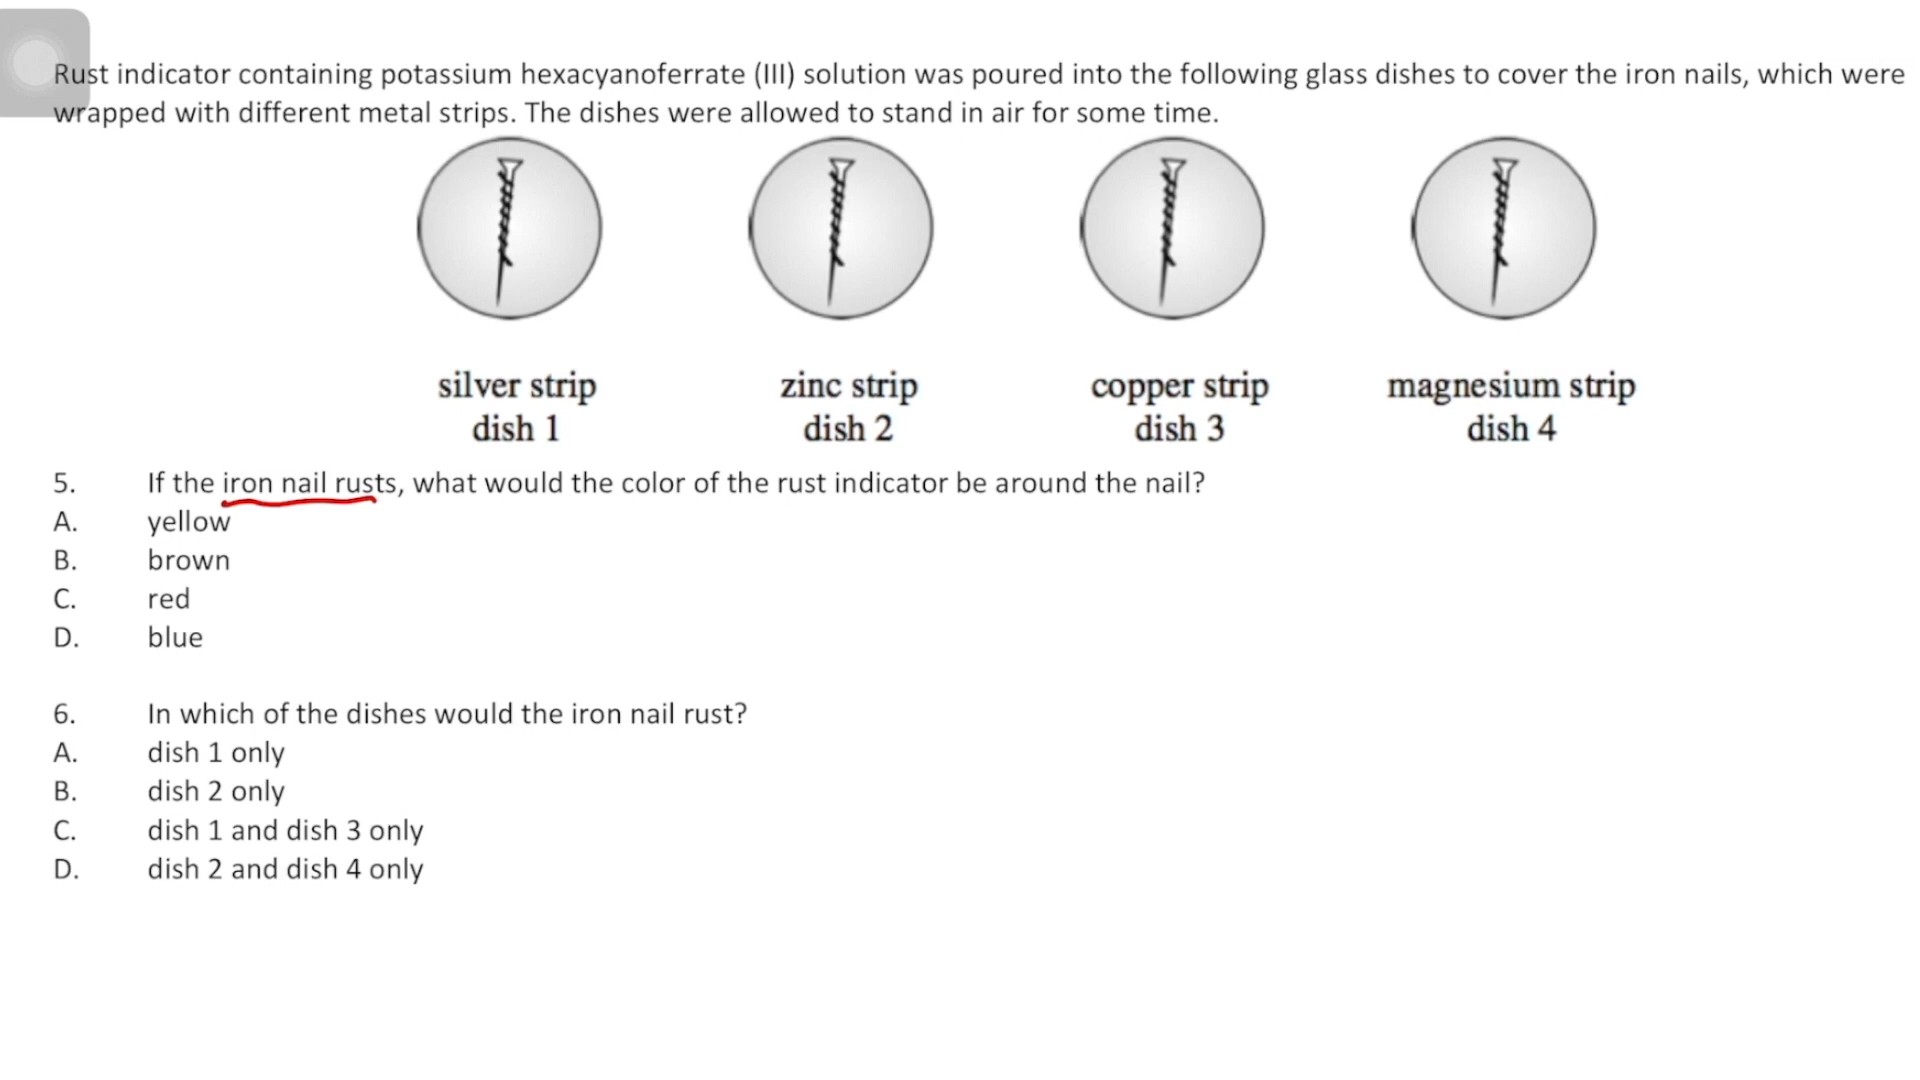 Rust indicator containing potassium hexacyanoferrate (III) solution was poured into the following glass dishes to cover the iron nails, which were
wrapped with different metal strips. The dishes were allowed to stand in air for some time.
silver strip zinc strip copper strip magnesium strip
dish 1 dish 2 dish 3 dish 4
5. If the iron nail rusts, what would the color of the rust indicator be around the nail?
A. yellow
B. brown
C. red
D. blue
6. In which of the dishes would the iron nail rust?
A. dish 1 only
B. dish 2 only
C. dish 1 and dish 3 only
D. dish 2 and dish 4 only